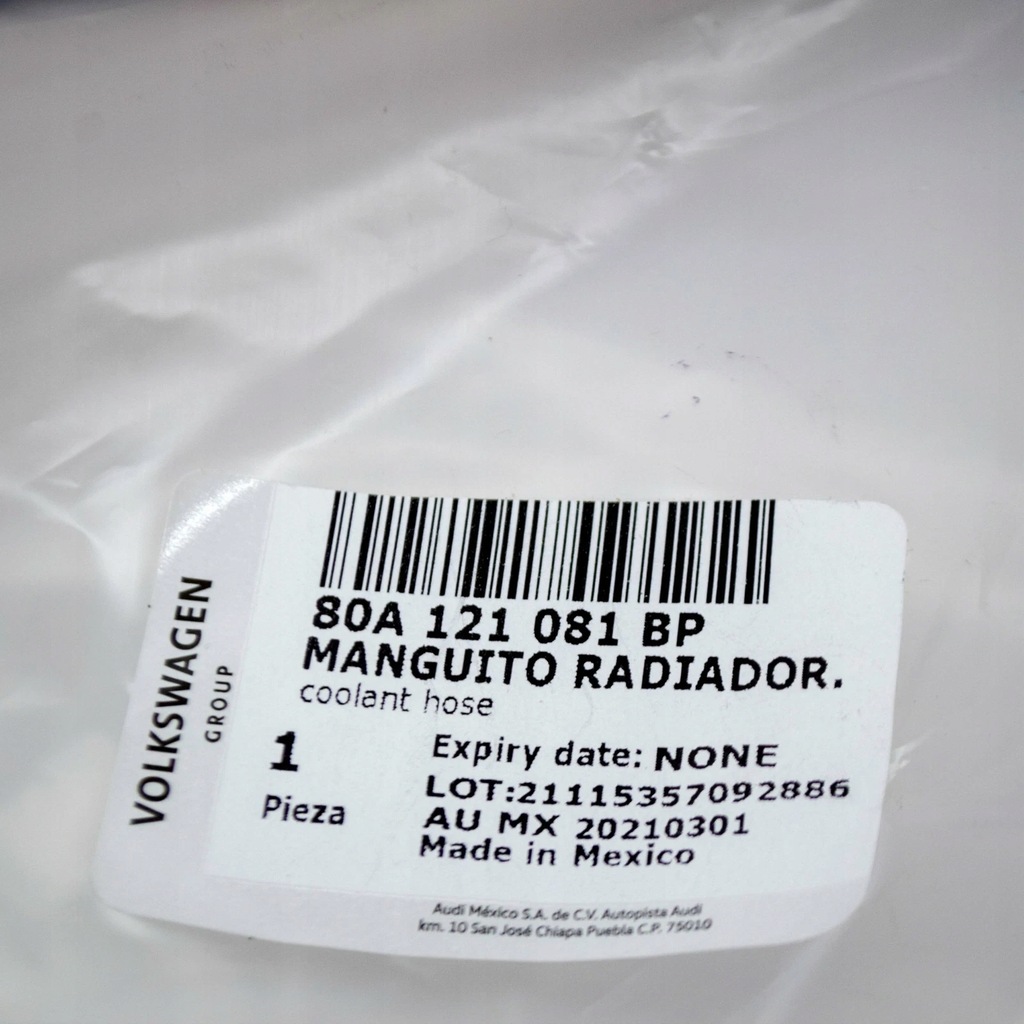 VOLKSWAGEN
GROUP
80A 121 081 BP
MANGUITO RADIADOR.
coolant hose
1
Pieza
Expiry date: NONE
LOT:21115357092886
AU MX 20210301
Made in Mexico
Audi México S.A. de C.V. Autopista Audi
km. 10 San José Chiapa Puebla C.P. 75010